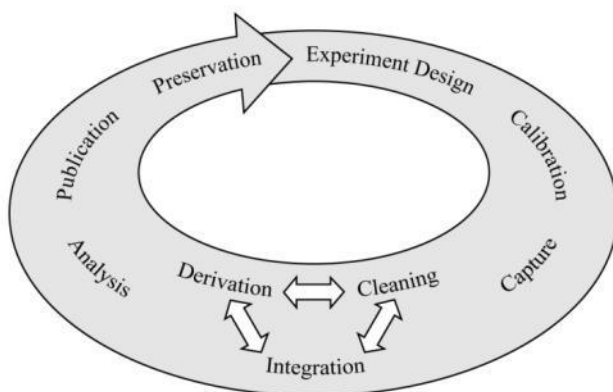 Experiment Design
Calibration
Capture
Cleaning
Integration
Derivation
Analysis
Publication
Preservation